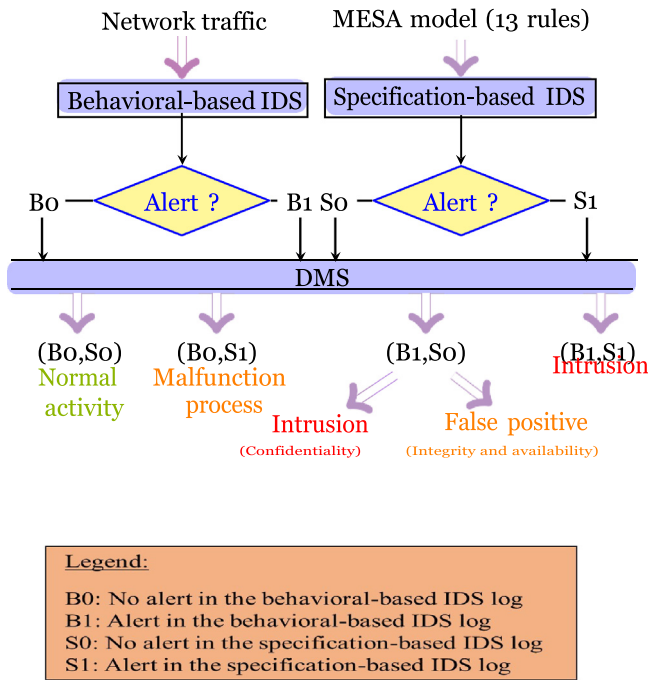 Network traffic
MESA model (13 rules)
Behavioral-based IDS
Specification-based IDS
B0
Alert ?
B1
S0
Alert ?
S1
DMS
(B0,S0)
(B0,S1)
(B1,S0)
(B1,S1)
Normal
activity
Malfunction
process
Intrusion
Intrusion
(Confidentiality)
False positive
(Integrity and availability)
Legend:
B0: No alert in the behavioral-based IDS log
B1: Alert in the behavioral-based IDS log
S0: No alert in the specification-based IDS log
S1: Alert in the specification-based IDS log